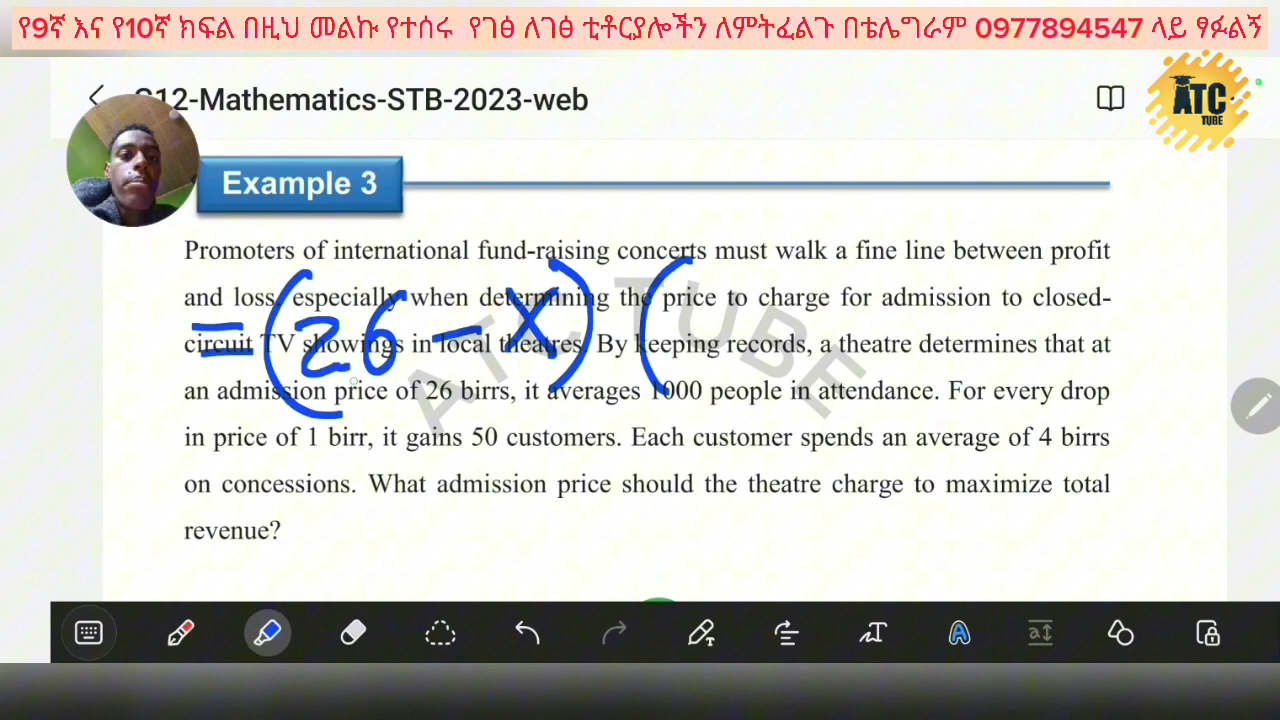 የ9ኛ እና የ10ኛ ክፍል በዚህ መልኩ የተሰሩ የገፅ ለገፅ ቲቶርያሎችን ለምትፈልጉ በቴሌግራም 0977894547 ላይ ፃፉልኝ
12-Mathematics-STB-2023-web
ATC
TUBE
Example 3
Promoters of international fund-raising concerts must walk a fine line between profit
and loss, especially when determining the price to charge for admission to closed-
circuit TV showings in local theatres. By keeping records, a theatre determines that at
an admission price of 26 birrs, it averages 1000 people in attendance. For every drop
in price of 1 birr, it gains 50 customers. Each customer spends an average of 4 birrs
on concessions. What admission price should the theatre charge to maximize total
revenue?
= (26 - x) (
ATC TUBE